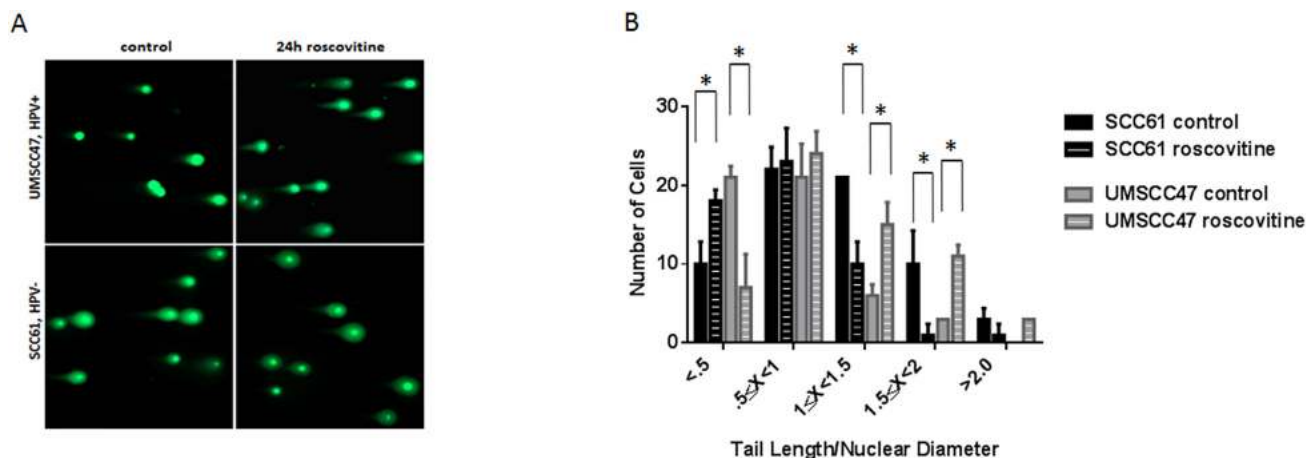 A
control 24h roscovitine
UMSCC47, HPV+
SCC61, HPV-
B
* * * * * *
30
20
10
0
Number of Cells
<.5 .5≤X<1 1≤X<1.5 1.5≤X<2 >2.0
Tail Length/Nuclear Diameter
SCC61 control
SCC61 roscovitine
UMSCC47 control
UMSCC47 roscovitine